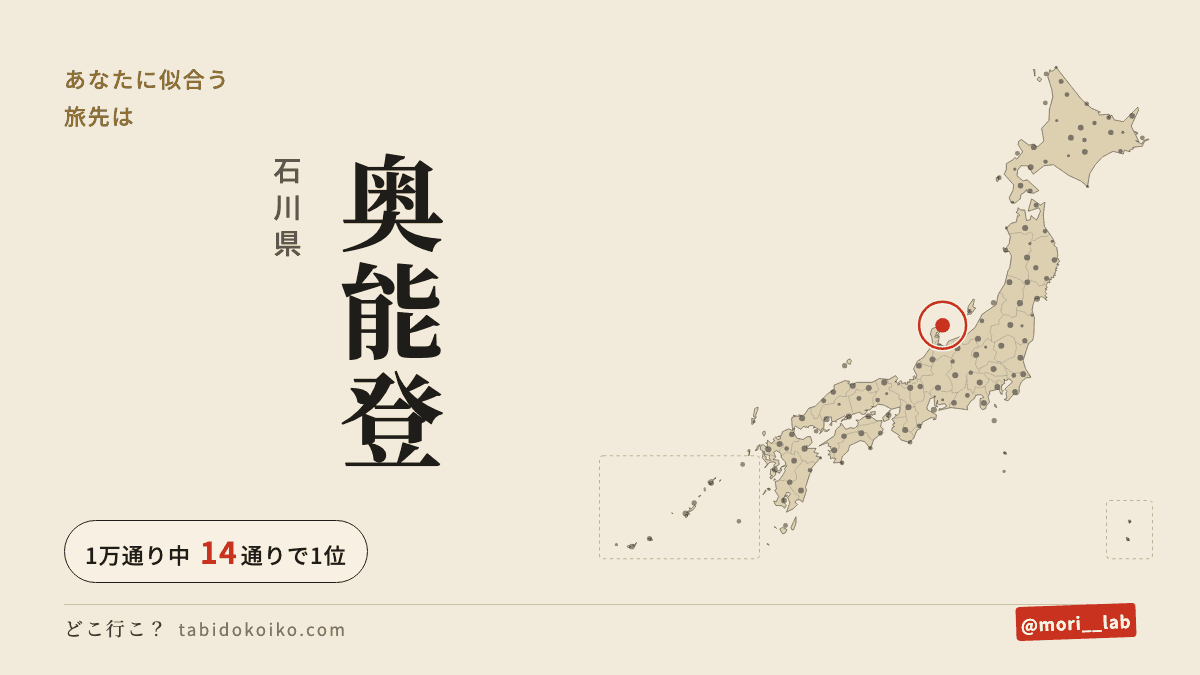 あなたに似合う
旅先は
奥能登
石川県
1万通り中 14通りで1位
どこ行こ？ tabidokoiko.com
@mori__lab